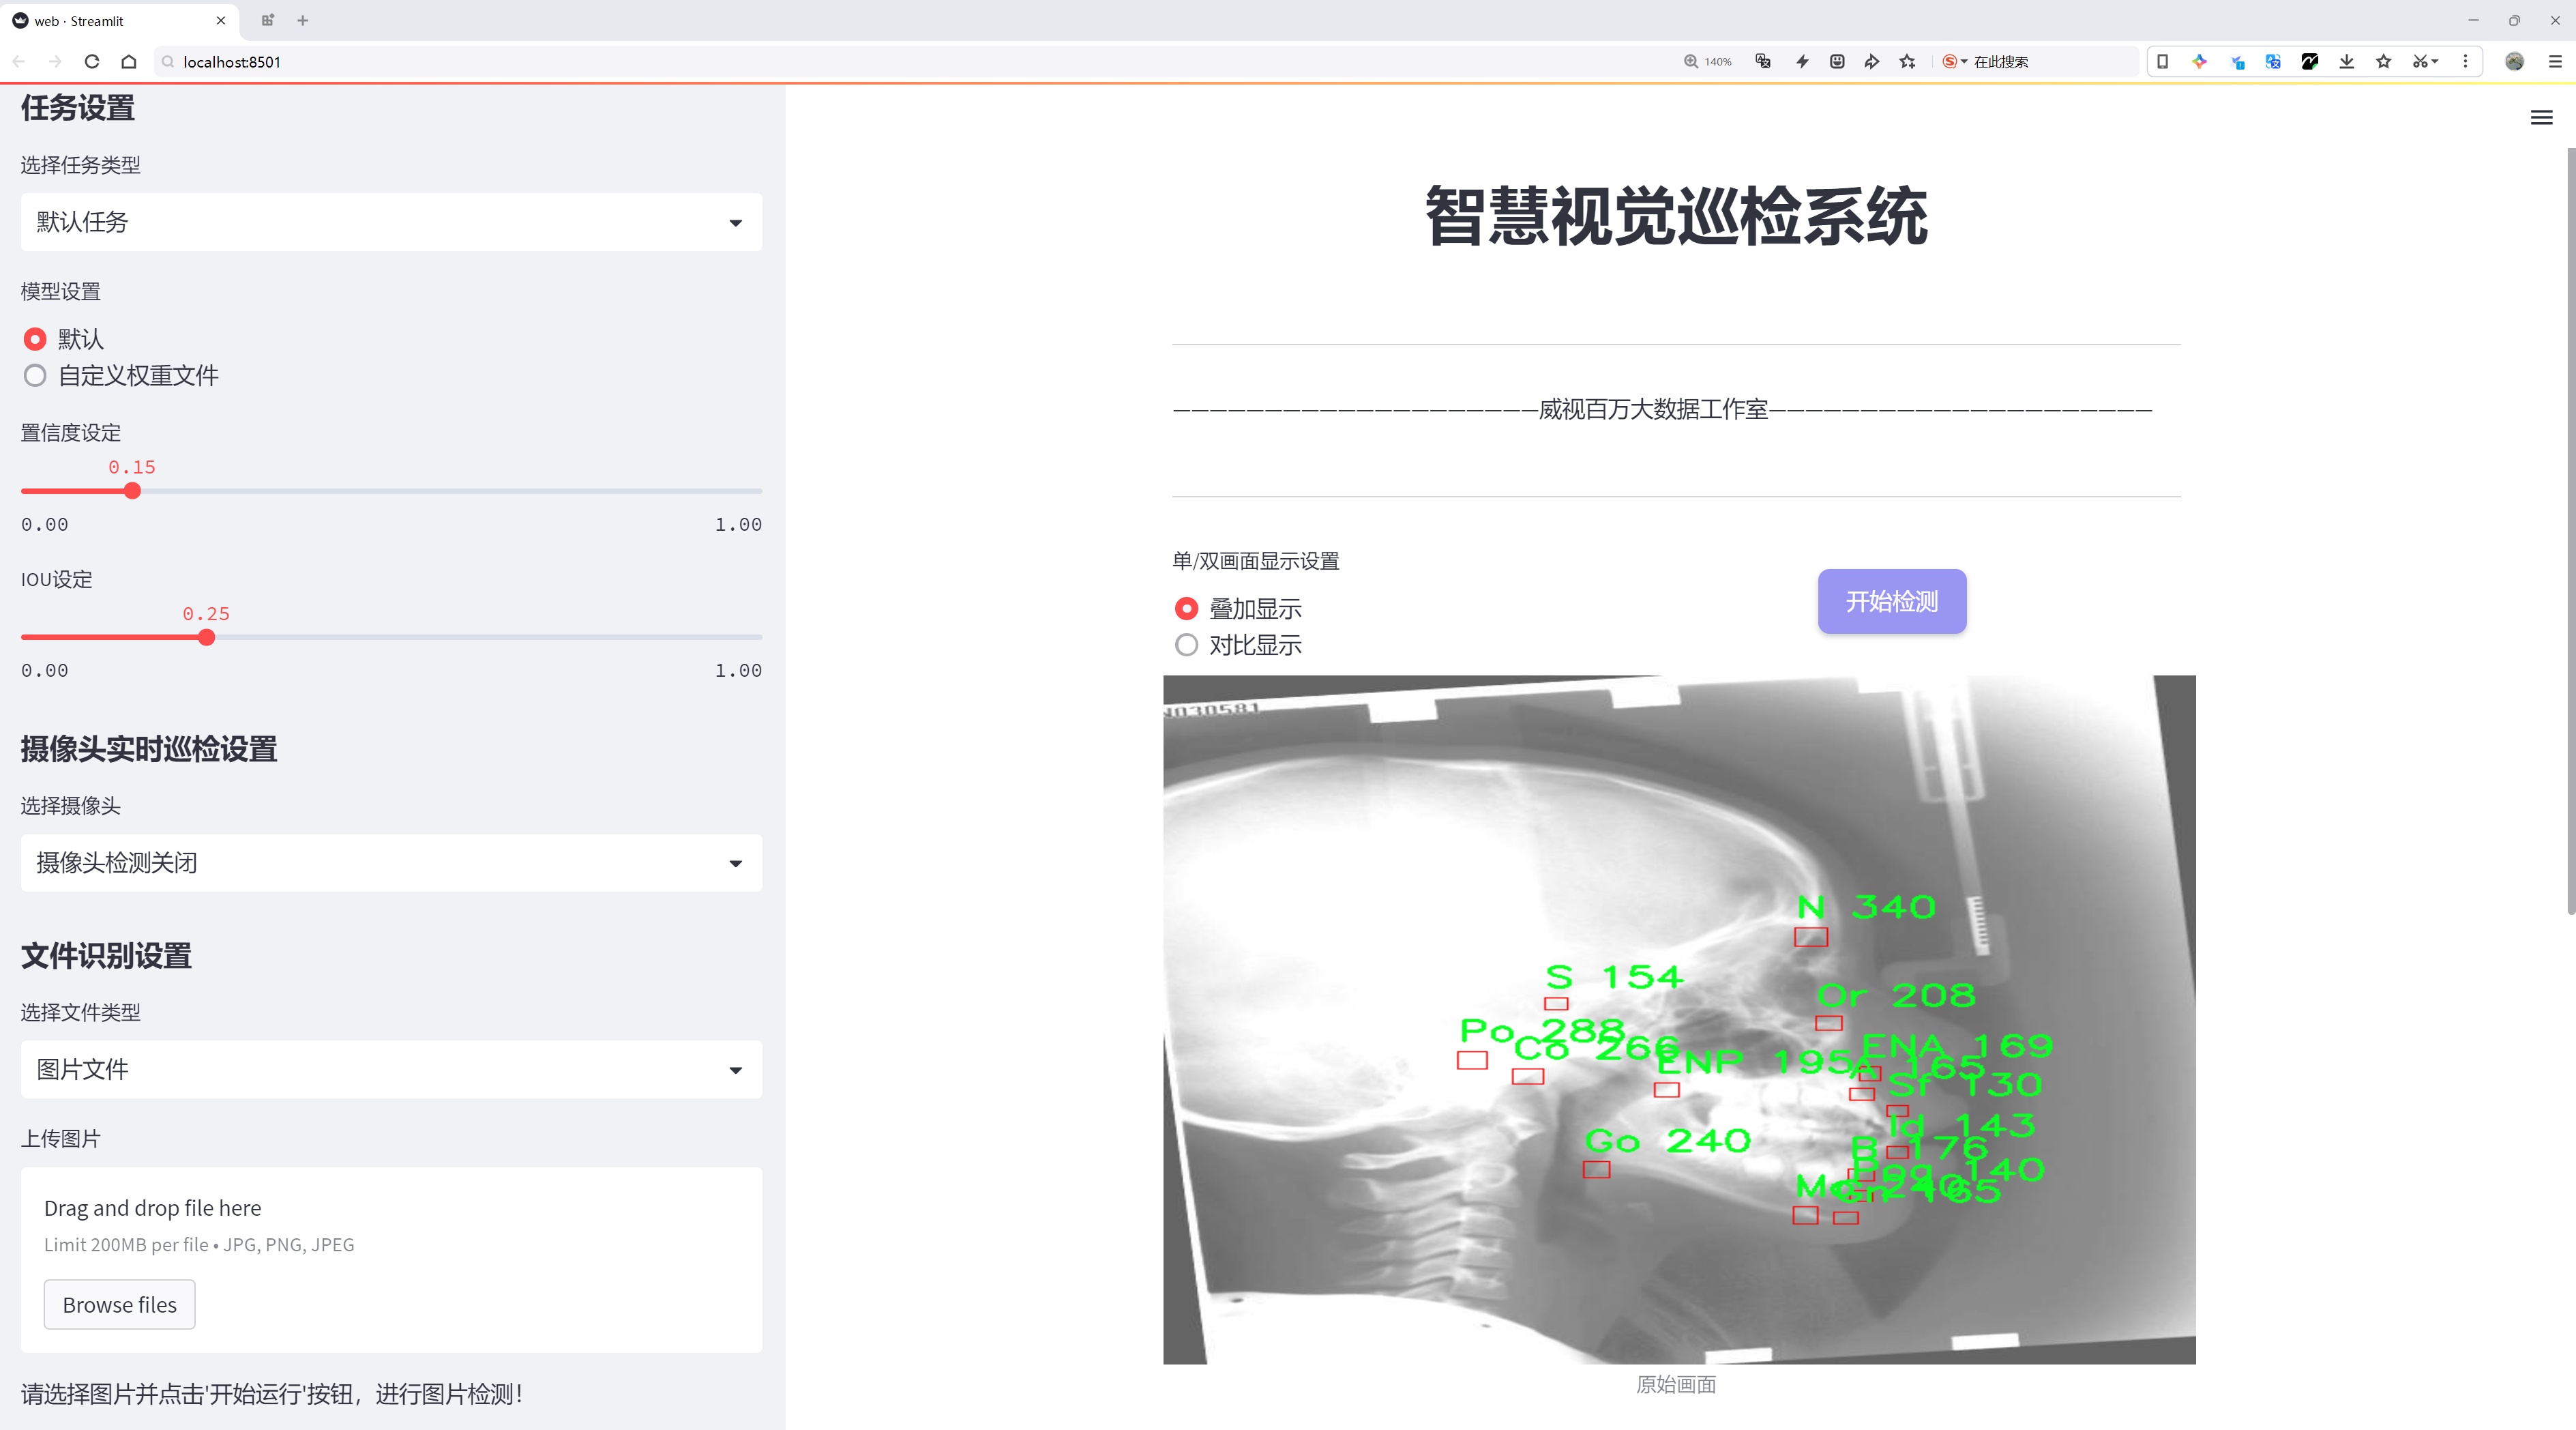 web · Streamlit
localhost:8501
140%
在此搜索
任务设置
选择任务类型
默认任务
模型设置
默认
自定义权重文件
置信度设定
0.15
0.00
1.00
IOU设定
0.25
0.00
1.00
摄像头实时巡检设置
选择摄像头
摄像头检测关闭
文件识别设置
选择文件类型
图片文件
上传图片
Drag and drop file here
Limit 200MB per file • JPG, PNG, JPEG
Browse files
请选择图片并点击'开始运行'按钮，进行图片检测！
智慧视觉巡检系统
—————————————————————威视百万大数据工作室—————————————————————
单/双画面显示设置
叠加显示
对比显示
开始检测
N 340
S 154
Or 208
Po 288
Co 266
ENP 195
ENA 169
A 165
Sf 130
Id 143
Go 240
B 176
Pog 140
原始画面